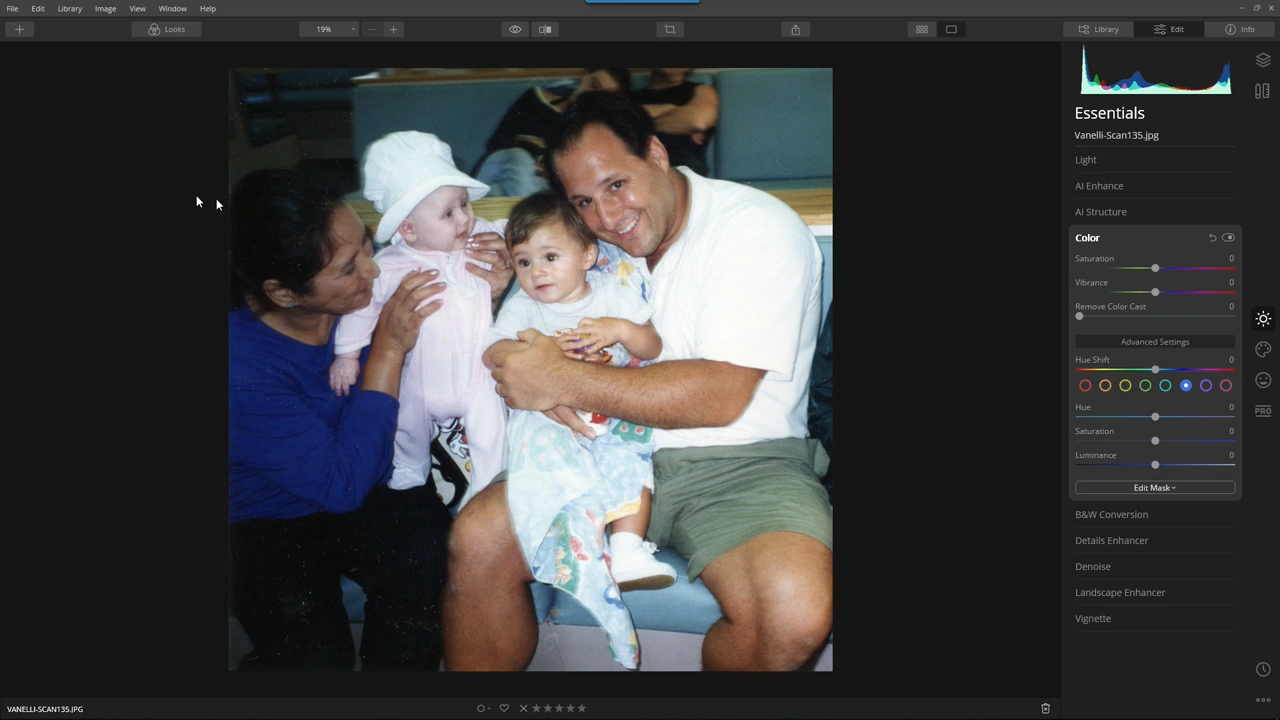 File Edit Library Image View Window Help
Looks 19% Library Edit Info
Essentials
Vanelli-Scan135.jpg
Light
AI Enhance
AI Structure
Color
Saturation 0
Vibrance 0
Remove Color Cast 0
Advanced Settings
Hue Shift 0
Hue 0
Saturation 0
Luminance 0
Edit Mask
B&W Conversion
Details Enhancer
Denoise
Landscape Enhancer
Vignette
PRO
VANELLI-SCAN135.JPG